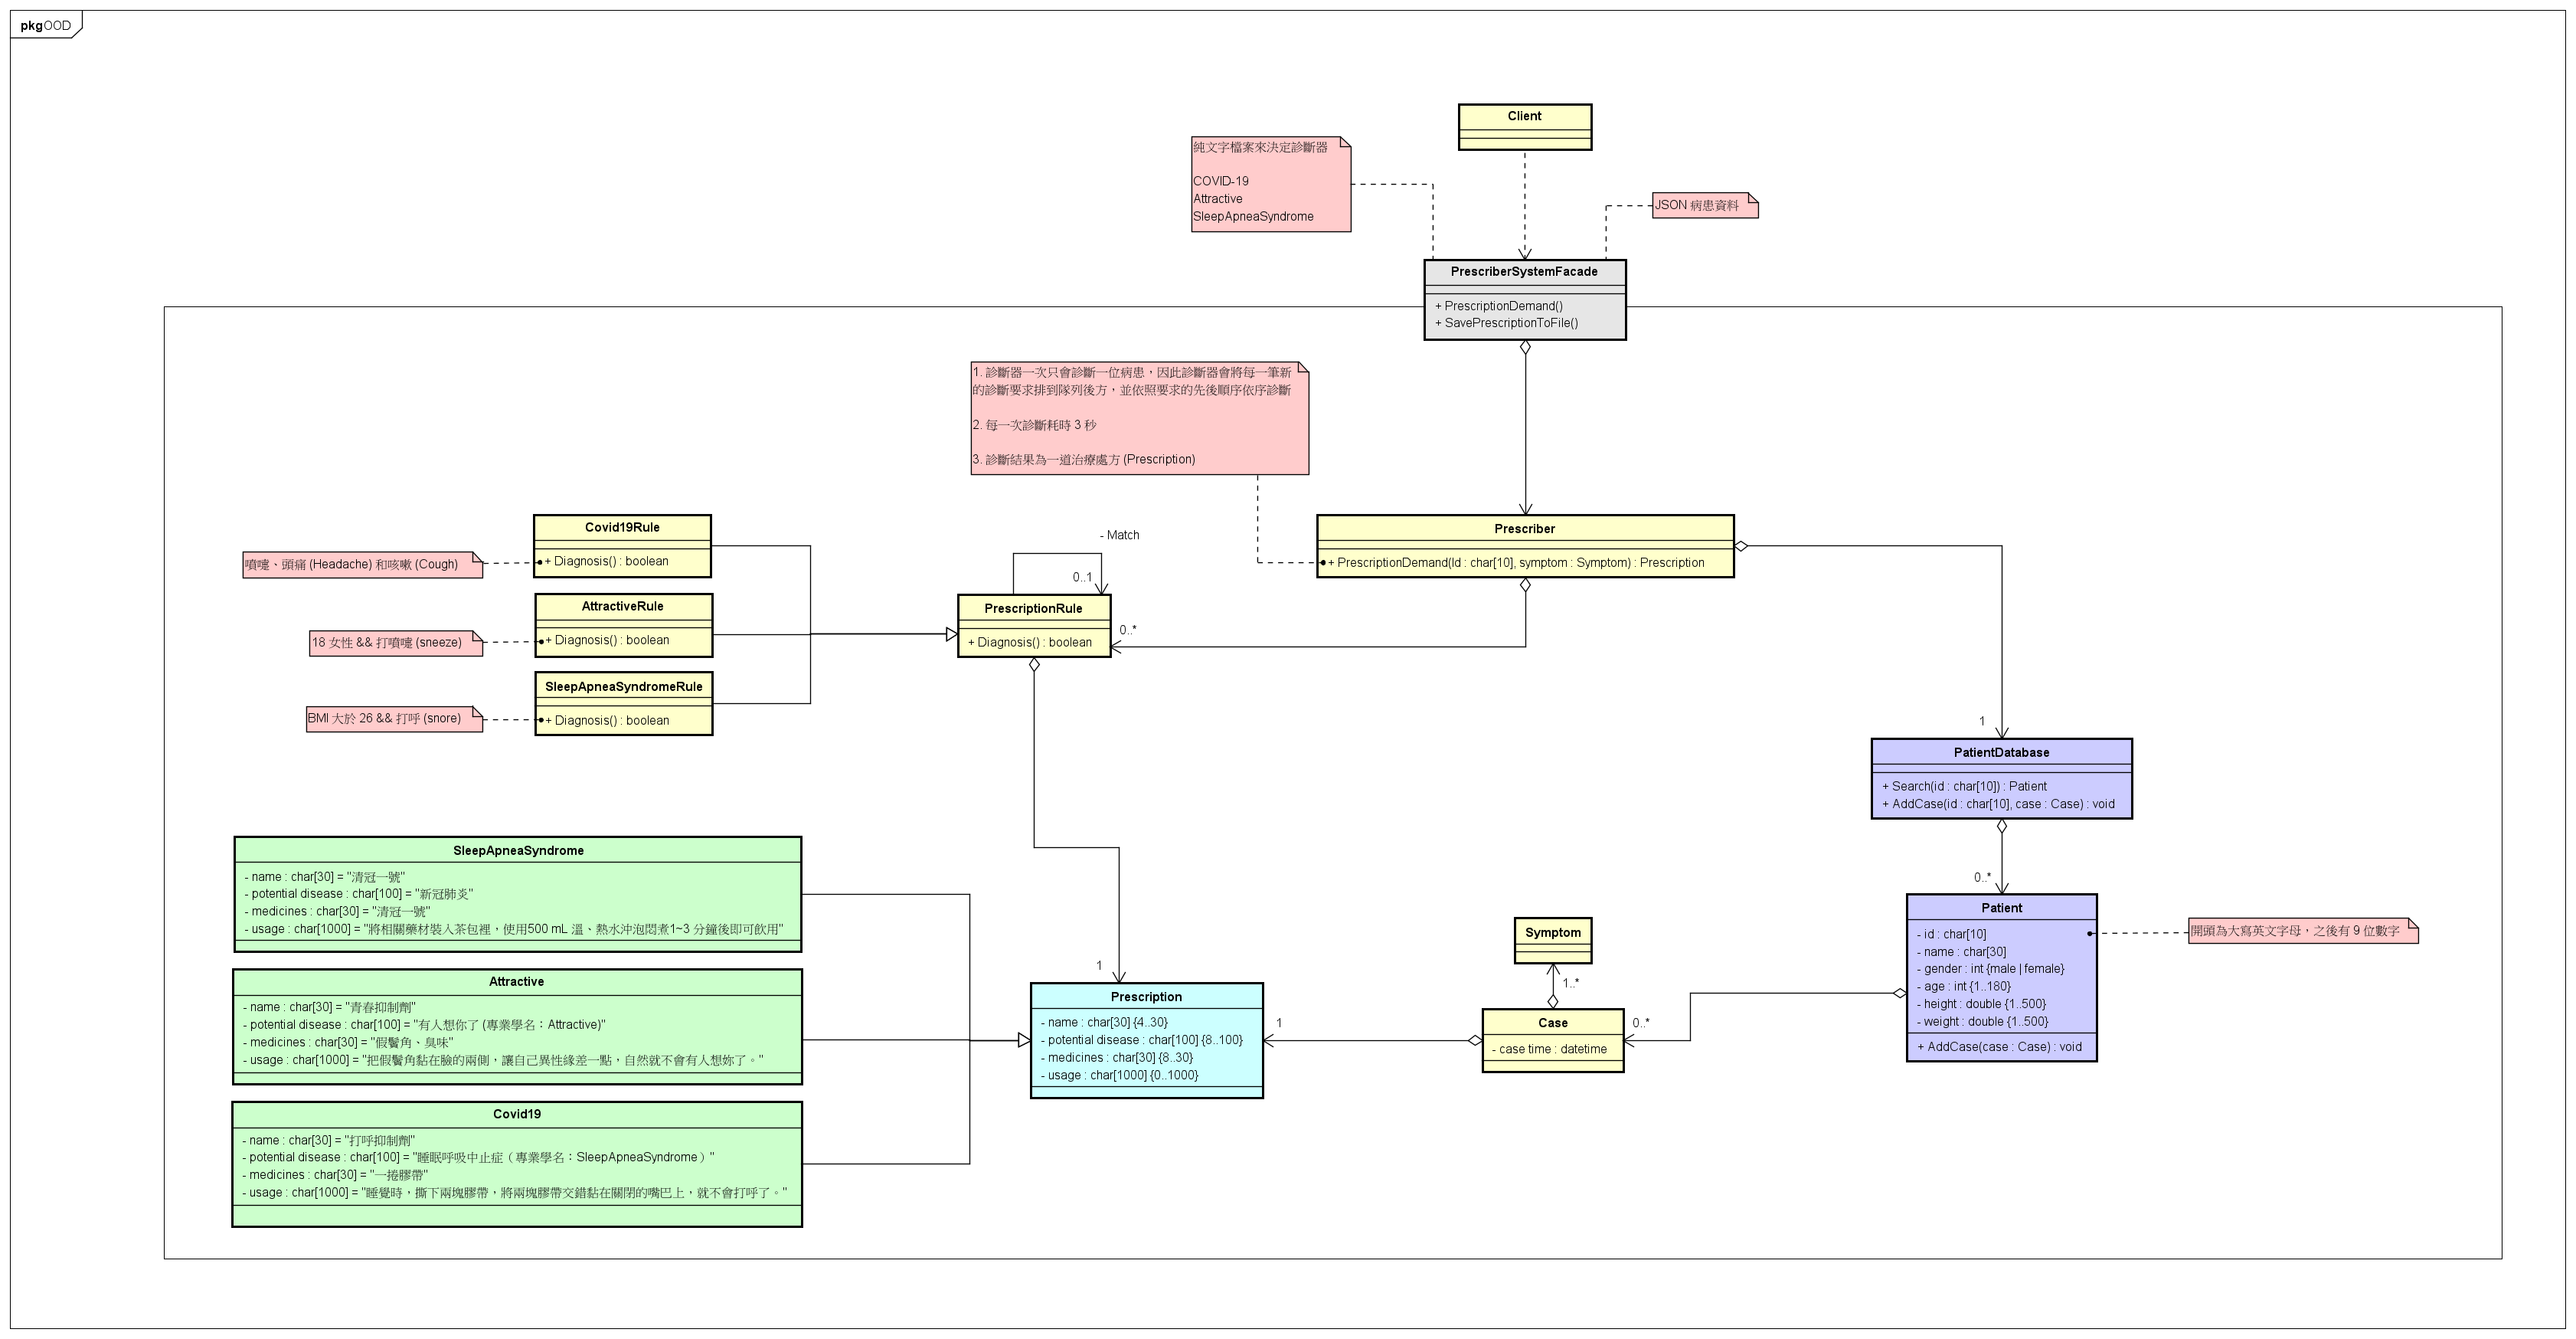 pkg OOD
Client
純文字檔案來決定診斷器
COVID-19
Attractive
SleepApneaSyndrome
JSON 病患資料
PrescriberSystemFacade
+ PrescriptionDemand()
+ SavePrescriptionToFile()
1. 診斷器一次只會診斷一位病患，因此診斷器會將每一筆新
的診斷要求排到隊列後方，並依照要求的先後順序依序診斷
2. 每一次診斷耗時 3 秒
3. 診斷結果為一道治療處方 (Prescription)
Prescriber
+ PrescriptionDemand(Id : char[10], symptom : Symptom) : Prescription
Covid19Rule
+ Diagnosis() : boolean
噴嚏、頭痛 (Headache) 和咳嗽 (Cough)
AttractiveRule
+ Diagnosis() : boolean
18 女性 && 打噴嚏 (sneeze)
SleepApneaSyndromeRule
+ Diagnosis() : boolean
BMI 大於 26 && 打呼 (snore)
- Match
0..1
PrescriptionRule
+ Diagnosis() : boolean
0..*
1
PatientDatabase
+ Search(id : char[10]) : Patient
+ AddCase(id : char[10], case : Case) : void
0..*
Patient
- id : char[10]
- name : char[30]
- gender : int {male | female}
- age : int {1..180}
- height : double {1..500}
- weight : double {1..500}
+ AddCase(case : Case) : void
開頭為大寫英文字母，之後有 9 位數字
SleepApneaSyndrome
- name : char[30] = "清冠一號"
- potential disease : char[100] = "新冠肺炎"
- medicines : char[30] = "清冠一號"
- usage : char[1000] = "將相關藥材裝入茶包裡，使用500 mL 溫、熱水沖泡悶煮1~3 分鐘後即可飲用"
Attractive
- name : char[30] = "青春抑制劑"
- potential disease : char[100] = "有人想你了 (專業學名：Attractive)"
- medicines : char[30] = "假鬢角、臭味"
- usage : char[1000] = "把假鬢角黏在臉的兩側，讓自己異性緣差一點，自然就不會有人想妳了。"
Covid19
- name : char[30] = "打呼抑制劑"
- potential disease : char[100] = "睡眠呼吸中止症（專業學名：SleepApneaSyndrome）"
- medicines : char[30] = "一捲膠帶"
- usage : char[1000] = "睡覺時，撕下兩塊膠帶，將兩塊膠帶交錯黏在關閉的嘴巴上，就不會打呼了。"
1
Prescription
- name : char[30] {4..30}
- potential disease : char[100] {8..100}
- medicines : char[30] {8..30}
- usage : char[1000] {0..1000}
1
Symptom
1..*
Case
- case time : datetime
0..*